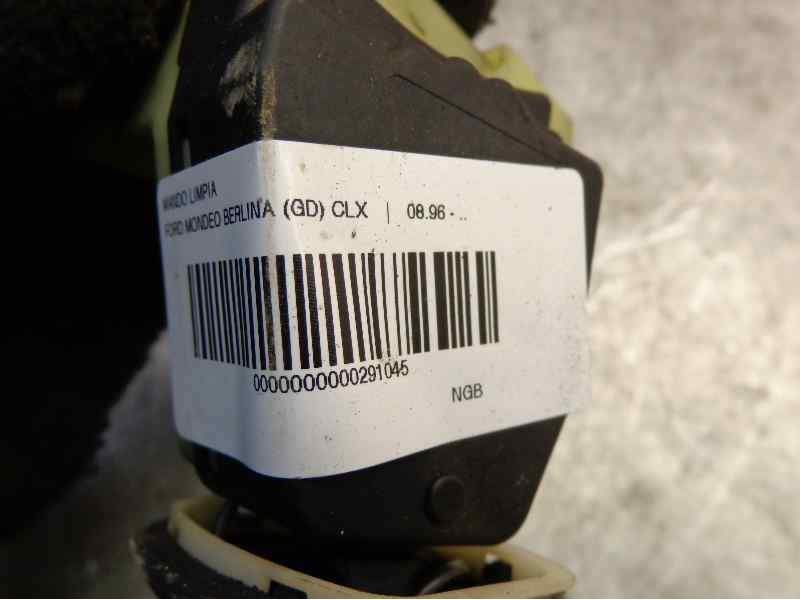 MANDO LIMPIA
FORD MONDEO BERLINA (GD) CLX | 08.96 - ..
0000000000291045
NGB